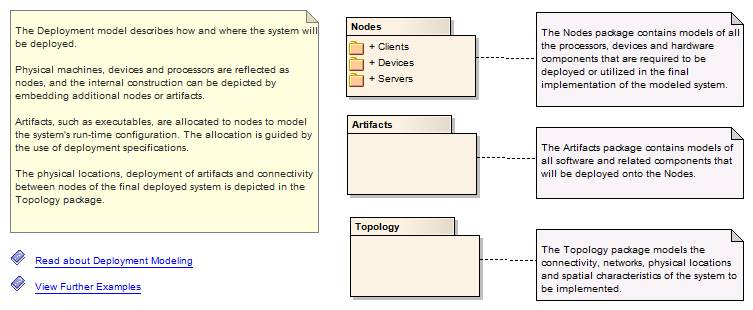 The Deployment model describes how and where the system will
be deployed.
Physical machines, devices and processors are reflected as
nodes, and the internal construction can be depicted by
embedding additional nodes or artifacts.
Artifacts, such as executables, are allocated to nodes to model
the system's run-time configuration. The allocation is guided by
the use of deployment specifications.
The physical locations, deployment of artifacts and connectivity
between nodes of the final deployed system is depicted in the
Topology package.
Read about Deployment Modeling
View Further Examples
Nodes
+ Clients
+ Devices
+ Servers
The Nodes package contains models of all
the processors, devices and hardware
components that are required to be
deployed or utilized in the final
implementation of the modeled system.
Artifacts
The Artifacts package contains models of
all software and related components that
will be deployed onto the Nodes.
Topology
The Topology package models the
connectivity, networks, physical locations
and spatial characteristics of the system to
be implemented.